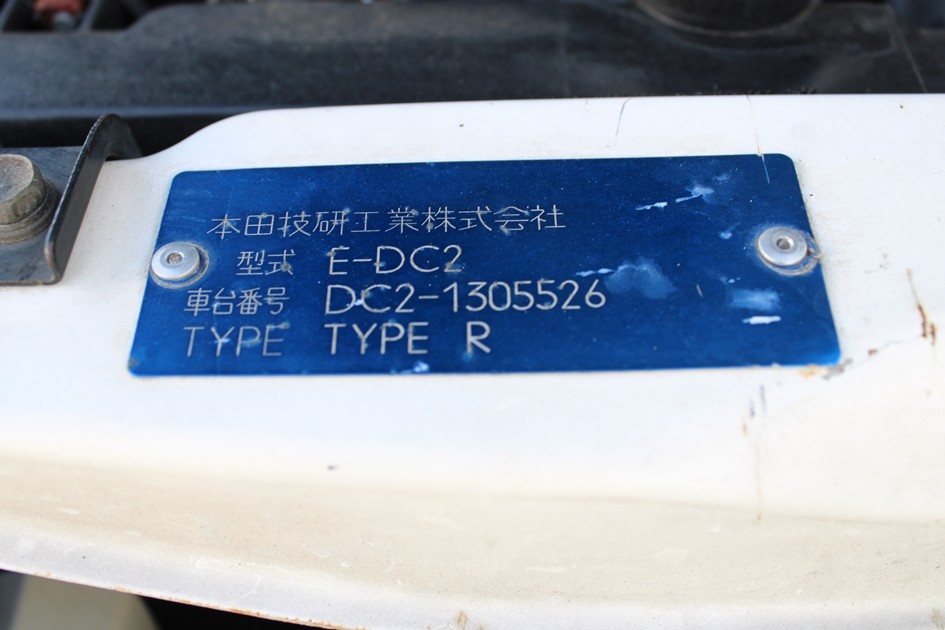 本田技研工業株式会社
型式 E-DC2
車台番号 DC2-1305526
TYPE TYPE R